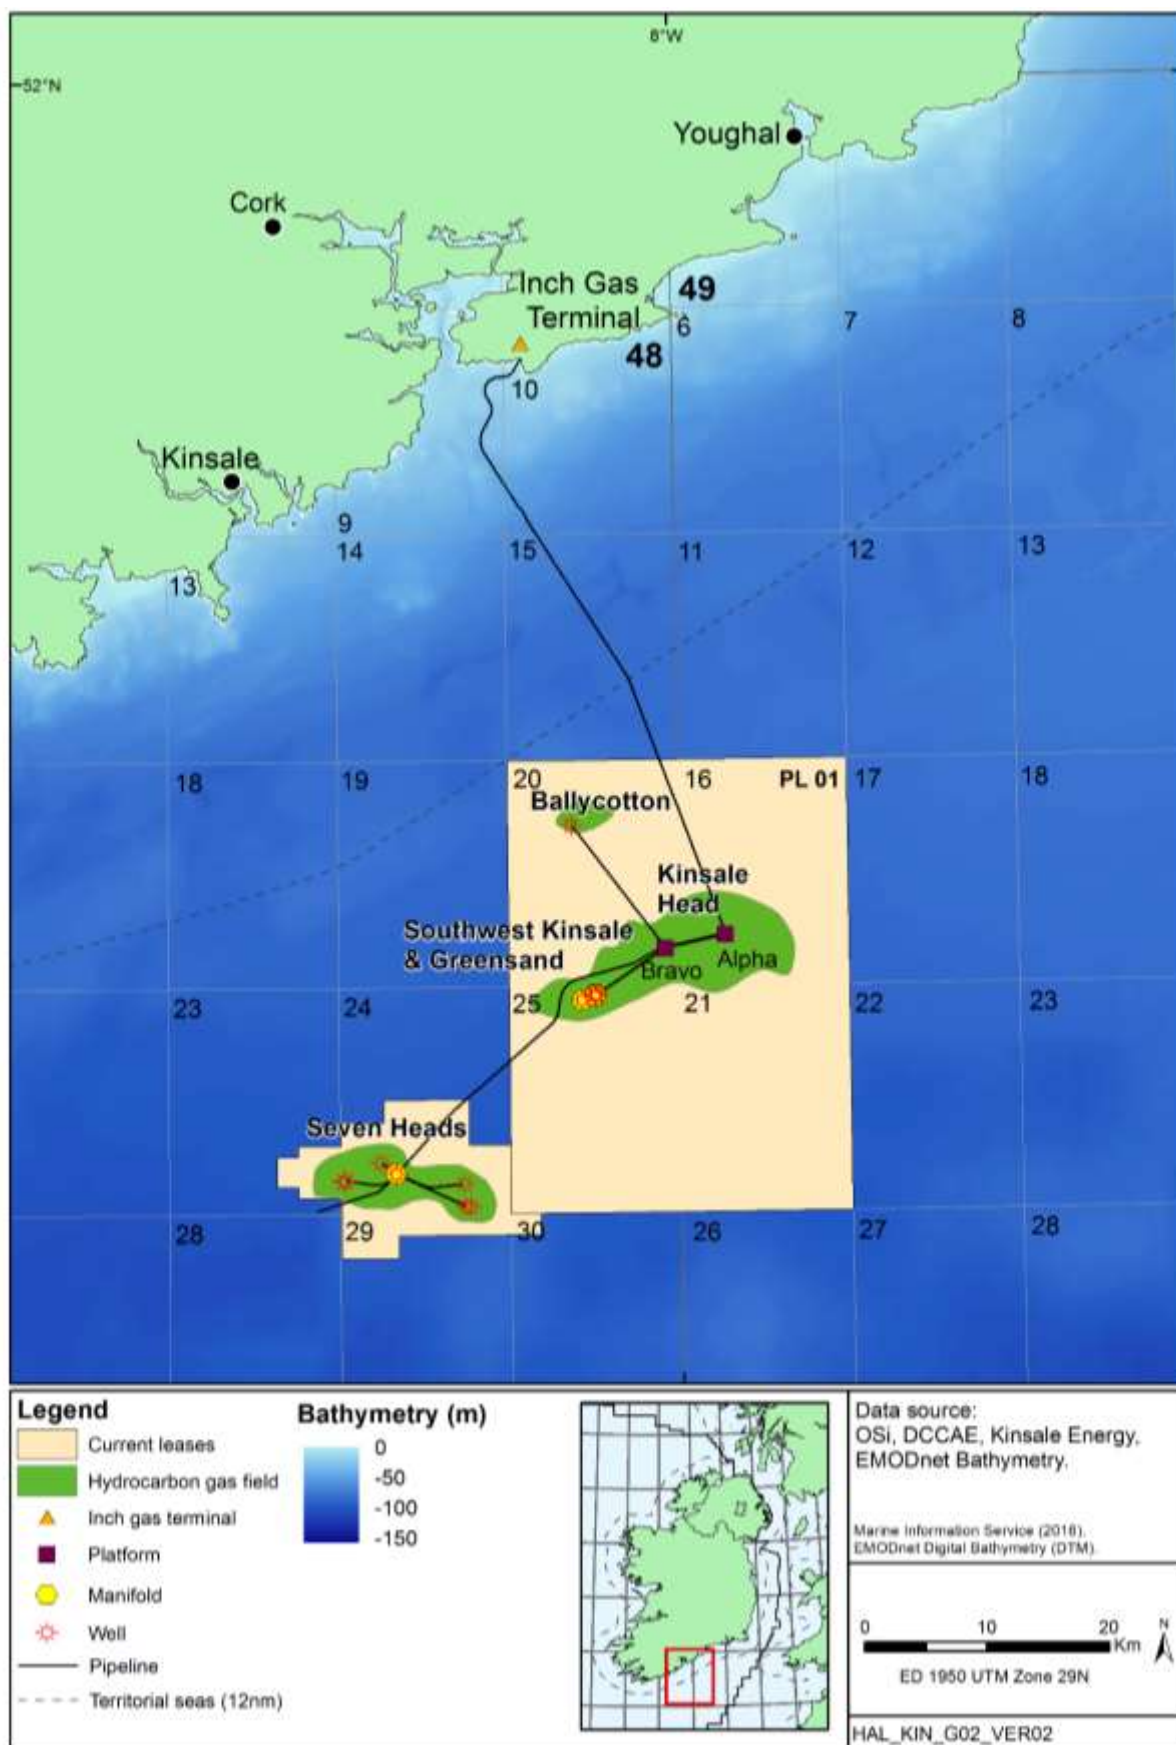 8°W
52°N
Youghal
Cork
Inch Gas
Terminal
49
6
7
8
48
10
Kinsale
9
14
15
11
12
13
13
18
19
20
16
PL 01
17
18
Ballycotton
Kinsale
Head
Southwest Kinsale
& Greensand
Bravo
Alpha
23
24
25
21
22
23
Seven Heads
28
29
30
26
27
28
Legend
Current leases
Hydrocarbon gas field
Inch gas terminal
Platform
Manifold
Well
Pipeline
Territorial seas (12nm)
Bathymetry (m)
0
-50
-100
-150
Data source:
OSi, DCCAE, Kinsale Energy,
EMODnet Bathymetry.
Marine Information Service (2016).
EMODnet Digital Bathymetry (DTM).
0 10 20
Km
N
ED 1950 UTM Zone 29N
HAL_KIN_G02_VER02